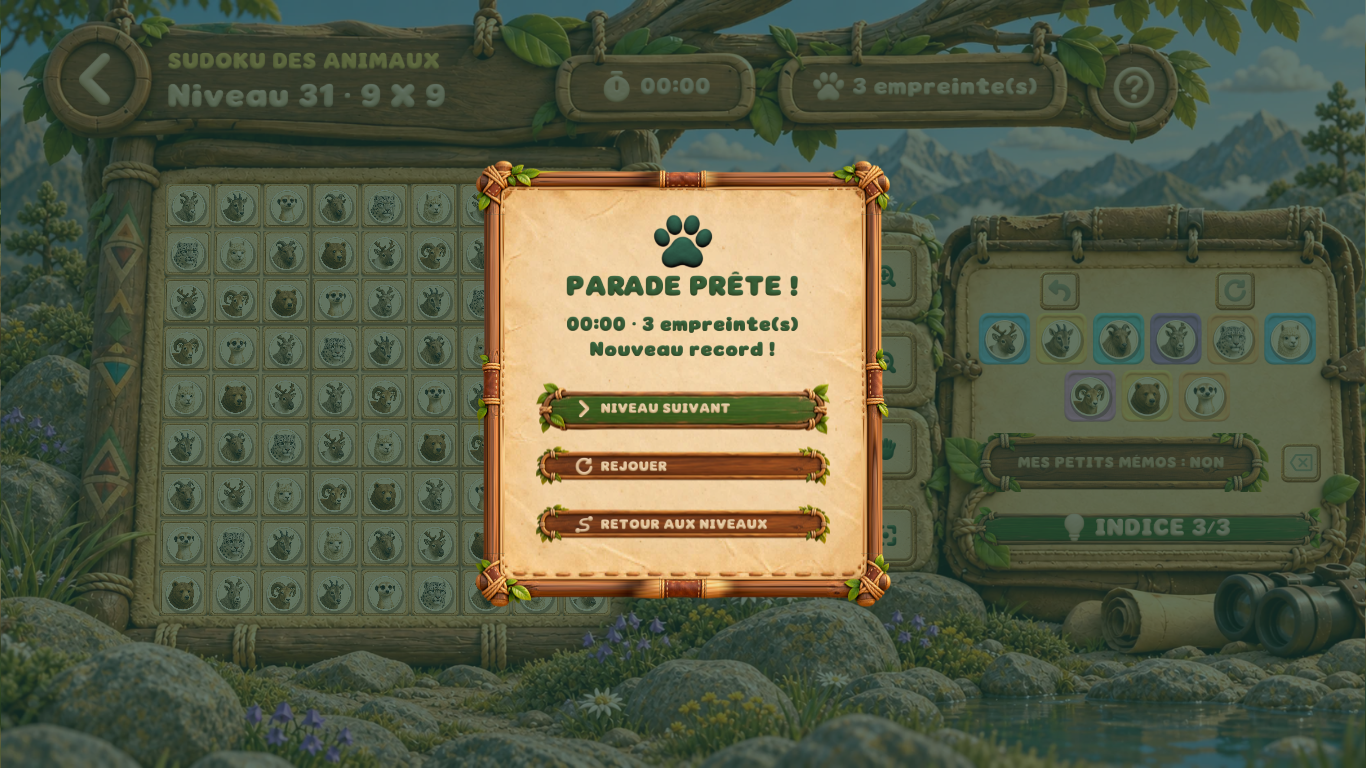 SUDOKU DES ANIMAUX
Niveau 31 · 9 X 9
00:00
3 empreinte(s)
?
PARADE PRÊTE !
00:00 · 3 empreinte(s)
Nouveau record !
NIVEAU SUIVANT
REJOUER
RETOUR AUX NIVEAUX
MES PETITS MÉMOS : NON
INDICE 3/3